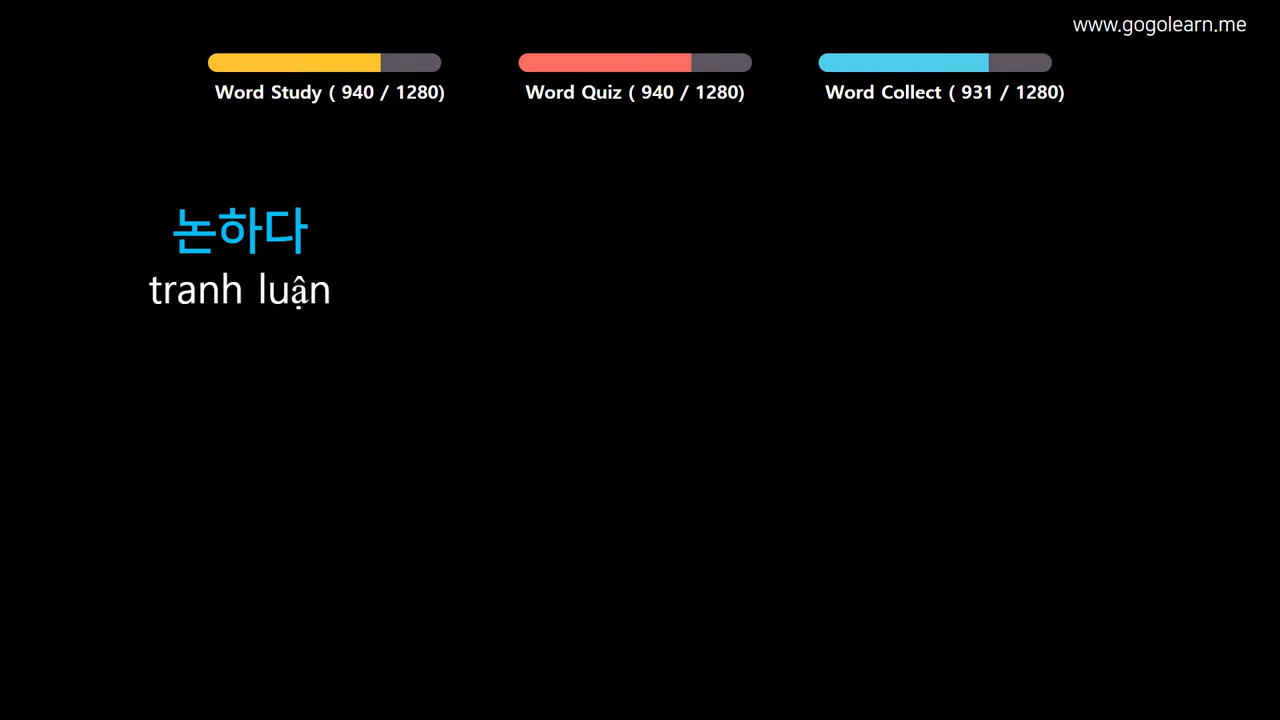 www.gogolearn.me
Word Study ( 940 / 1280)
Word Quiz ( 940 / 1280)
Word Collect ( 931 / 1280)
논하다
tranh luận